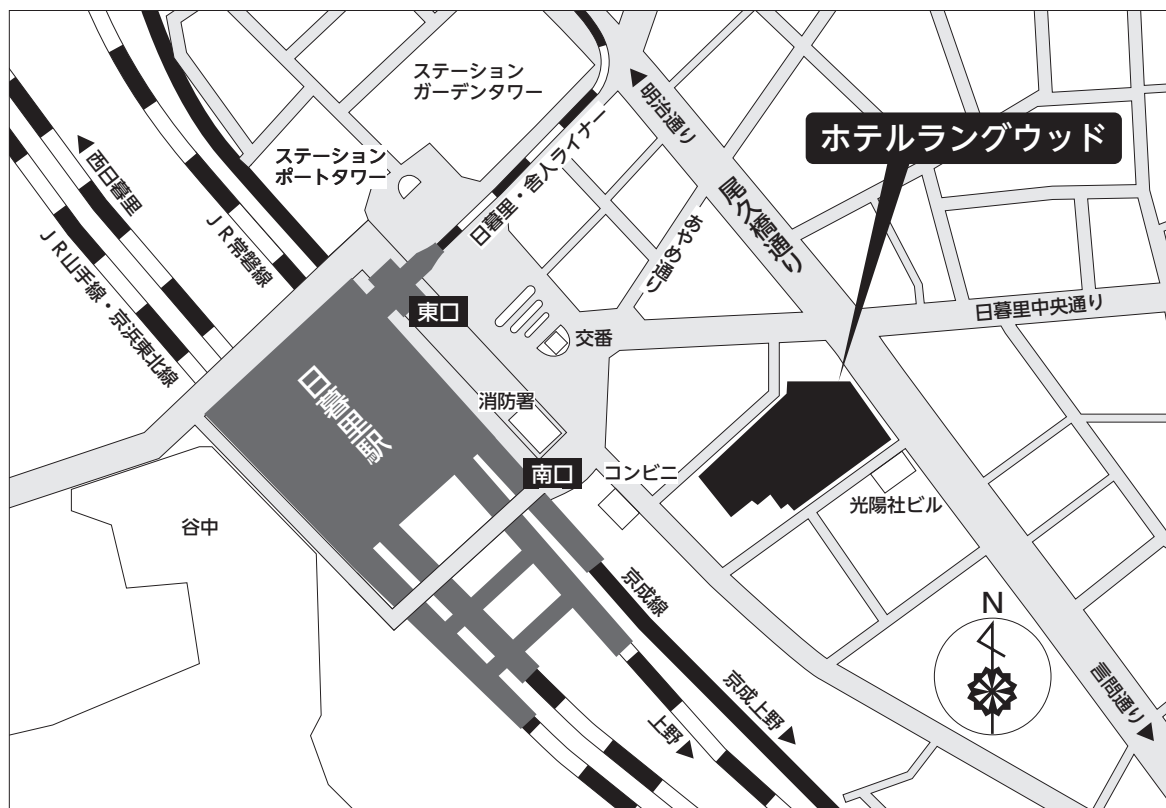 ステーション
ガーデンタワー
明治通り
ホテルラングウッド
ステーション
ポートタワー
日暮里・舎人ライナー
西日暮里
JR常磐線
JR山手線・京浜東北線
尾久橋通り
あやめ通り
日暮里中央通り
東口
交番
日暮里駅
消防署
南口
コンビニ
光陽社ビル
谷中
京成線
N
京成上野
上野
言問通り